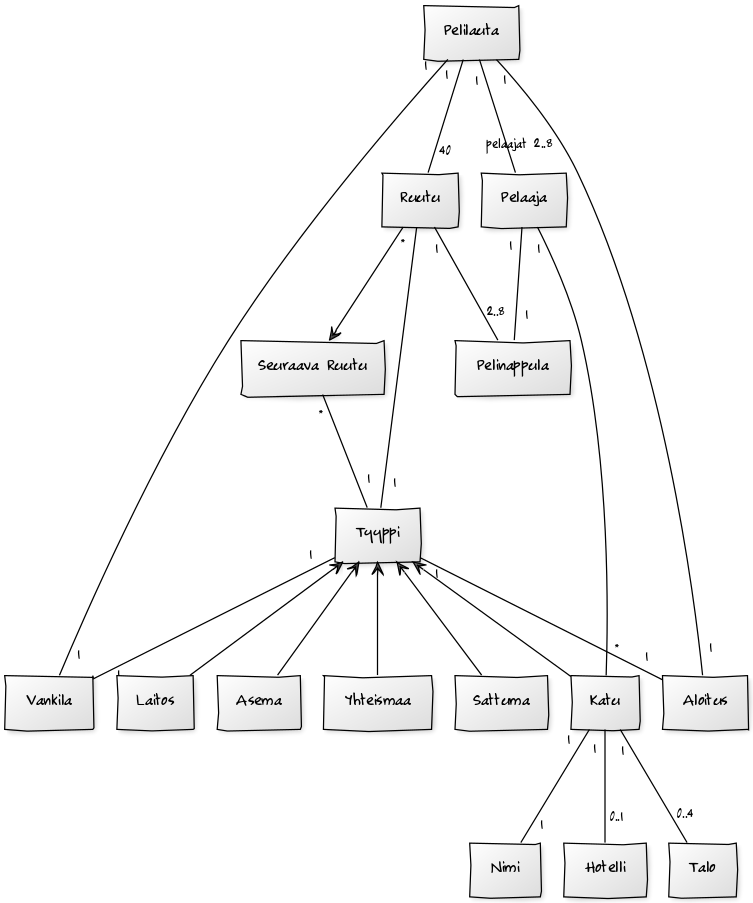 Pelilauta
1
1
1
1
40
pelaajat 2..8
Ruutu
Pelaaja
*
1
1
1
2..8
1
Seuraava Ruutu
Pelinappula
*
1
1
Tyyppi
1
1
1
1
*
1
1
Vankila
Laitos
Asema
Yhteismaa
Sattuma
Katu
Aloitus
1
1
1
1
0..1
0..4
Nimi
Hotelli
Talo